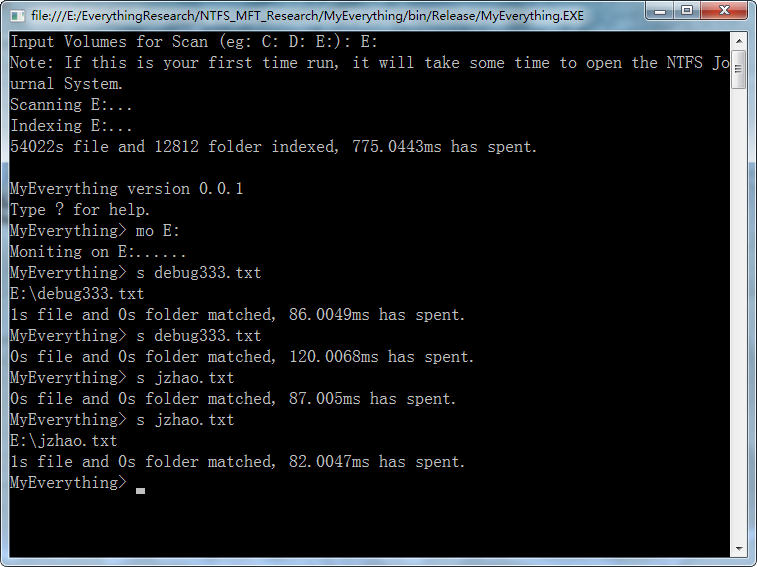 file:///E:/EverythingResearch/NTFS_MFT_Research/MyEverything/bin/Release/MyEverything.EXE
Input Volumes for Scan (eg: C: D: E:): E:
Note: If this is your first time run, it will take some time to open the NTFS Jo
urnal System.
Scanning E:...
Indexing E:...
54022s file and 12812 folder indexed, 775.0443ms has spent.
MyEverything version 0.0.1
Type ? for help.
MyEverything> mo E:
Moniting on E:......
MyEverything> s debug333.txt
E:\debug333.txt
1s file and 0s folder matched, 86.0049ms has spent.
MyEverything> s debug333.txt
0s file and 0s folder matched, 120.0068ms has spent.
MyEverything> s jzhao.txt
0s file and 0s folder matched, 87.005ms has spent.
MyEverything> s jzhao.txt
E:\jzhao.txt
1s file and 0s folder matched, 82.0047ms has spent.
MyEverything>